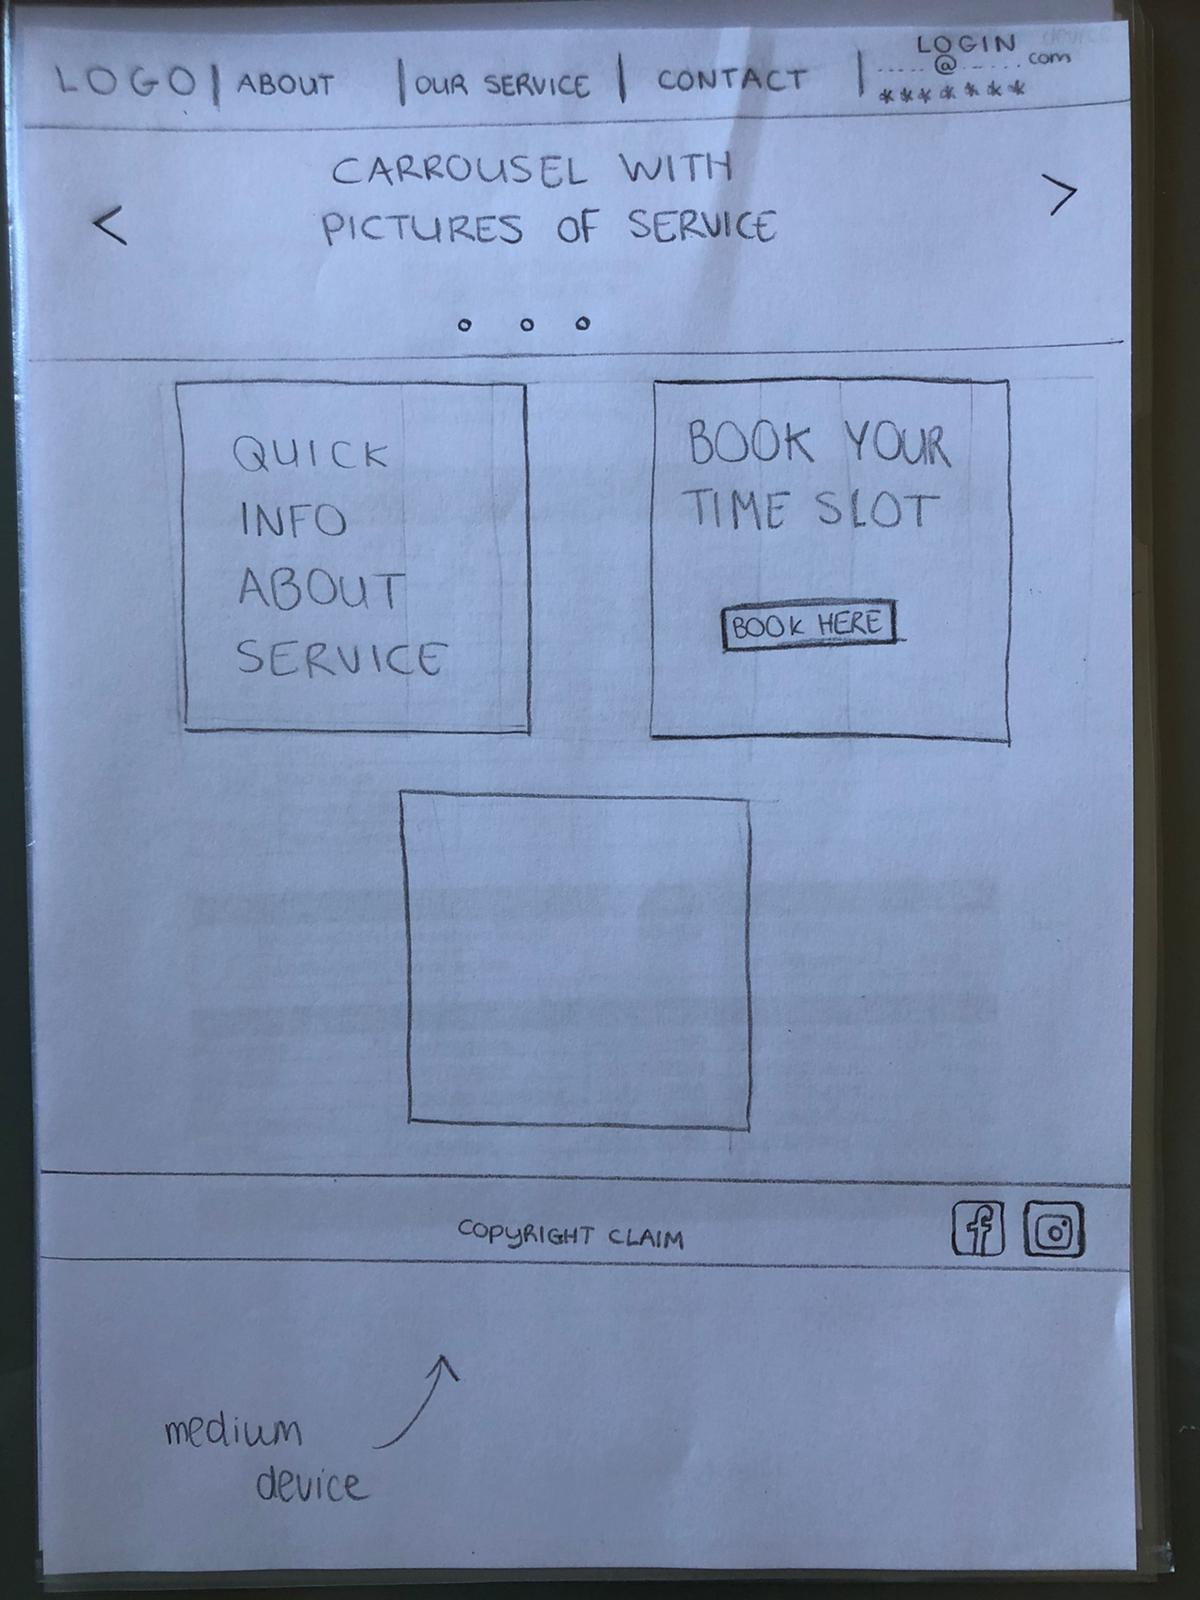 LOGO | ABOUT | OUR SERVICE | CONTACT | LOGIN
.....@......com
*******
CARROUSEL WITH
< PICTURES OF SERVICE >
QUICK
INFO
ABOUT
SERVICE
BOOK YOUR
TIME SLOT
BOOK HERE
COPYRIGHT CLAIM f
medium
device